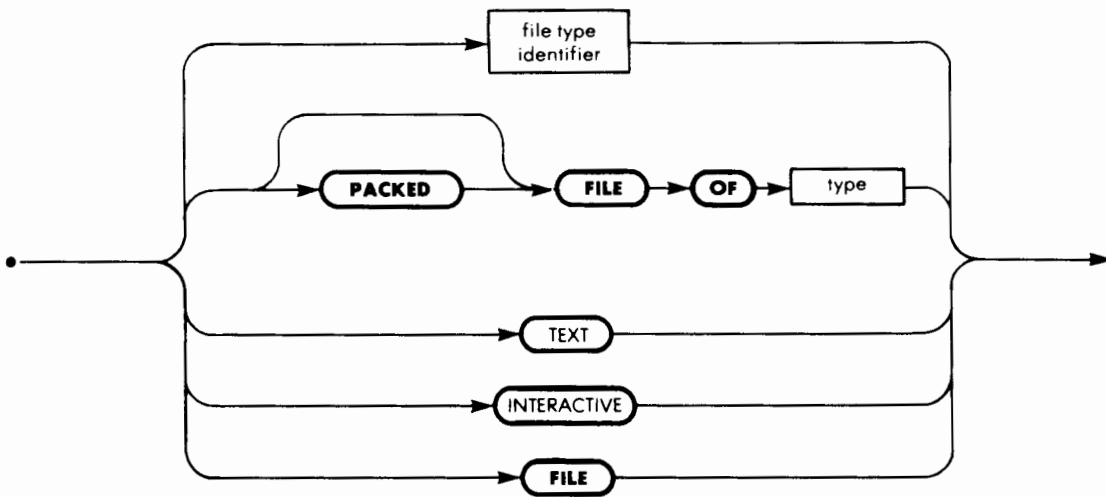 file type
identifier
PACKED
FILE
OF
type
TEXT
INTERACTIVE
FILE